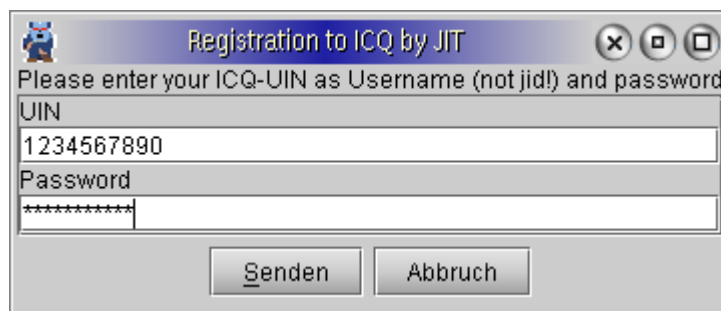 Registration to ICQ by JIT
Please enter your ICQ-UIN as Username (not jid!) and password
UIN
1234567890
Password
***********
Senden Abbruch